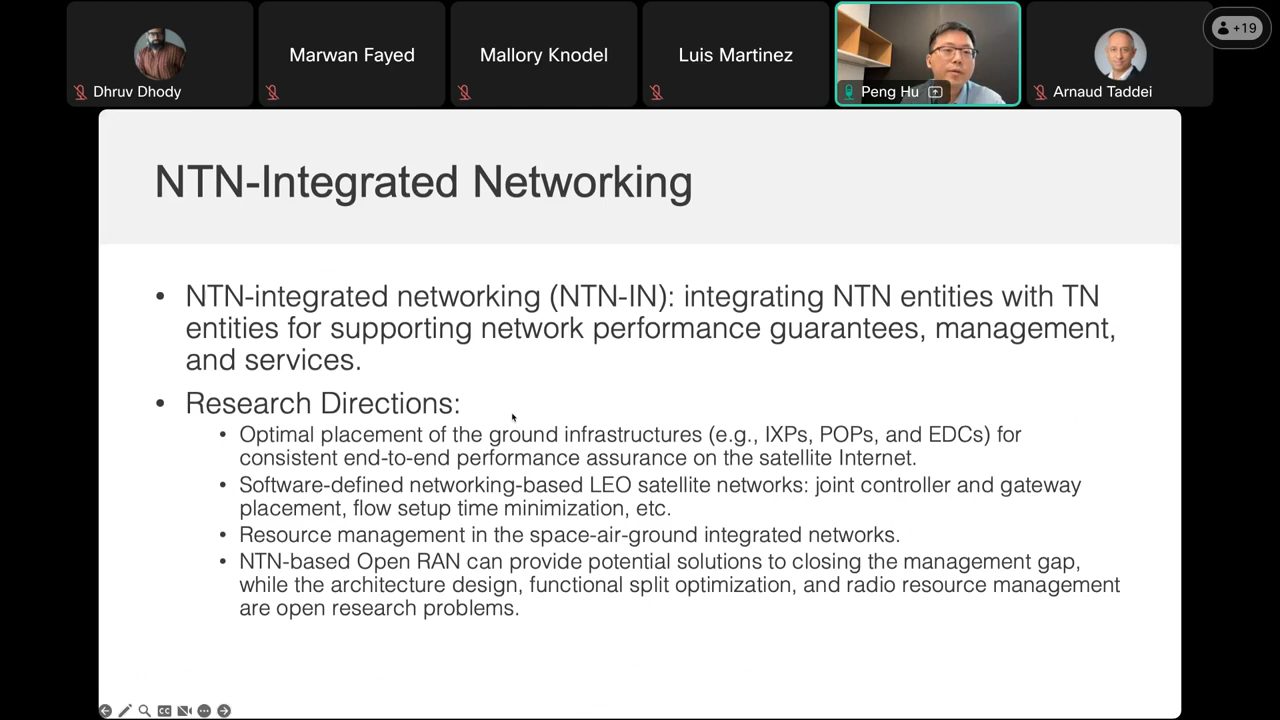 Marwan Fayed
Mallory Knodel
Luis Martinez
+19
Dhruv Dhody
Peng Hu
Arnaud Taddei
NTN-Integrated Networking
• NTN-integrated networking (NTN-IN): integrating NTN entities with TN
entities for supporting network performance guarantees, management,
and services.
• Research Directions:
• Optimal placement of the ground infrastructures (e.g., IXPs, POPs, and EDCs) for
consistent end-to-end performance assurance on the satellite Internet.
• Software-defined networking-based LEO satellite networks: joint controller and gateway
placement, flow setup time minimization, etc.
• Resource management in the space-air-ground integrated networks.
• NTN-based Open RAN can provide potential solutions to closing the management gap,
while the architecture design, functional split optimization, and radio resource management
are open research problems.
CC